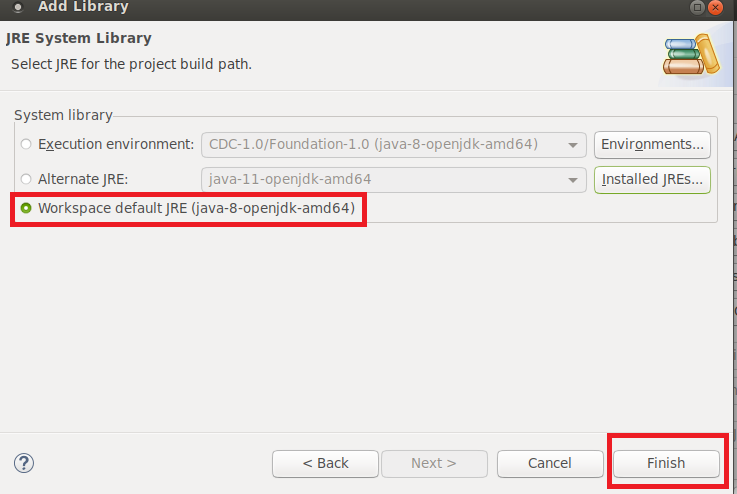 Add Library
JRE System Library
Select JRE for the project build path.
System library
Execution environment: CDC-1.0/Foundation-1.0 (java-8-openjdk-amd64) Environments...
Alternate JRE: java-11-openjdk-amd64 Installed JREs...
Workspace default JRE (java-8-openjdk-amd64)
? < Back Next > Cancel Finish